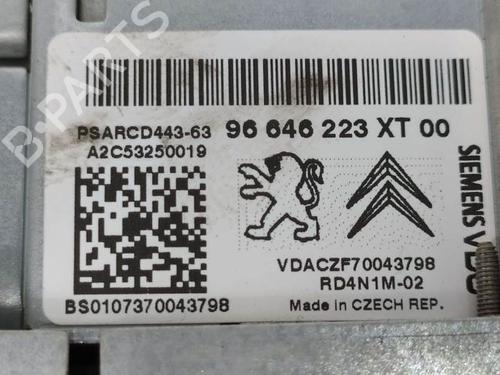 PSARCD443-63 96 646 223 XT 00
A2C53250019
VDACZF70043798
RD4N1M-02
BS0107370043798 Made in CZECH REP.
SIEMENS VDO
B-PARTS